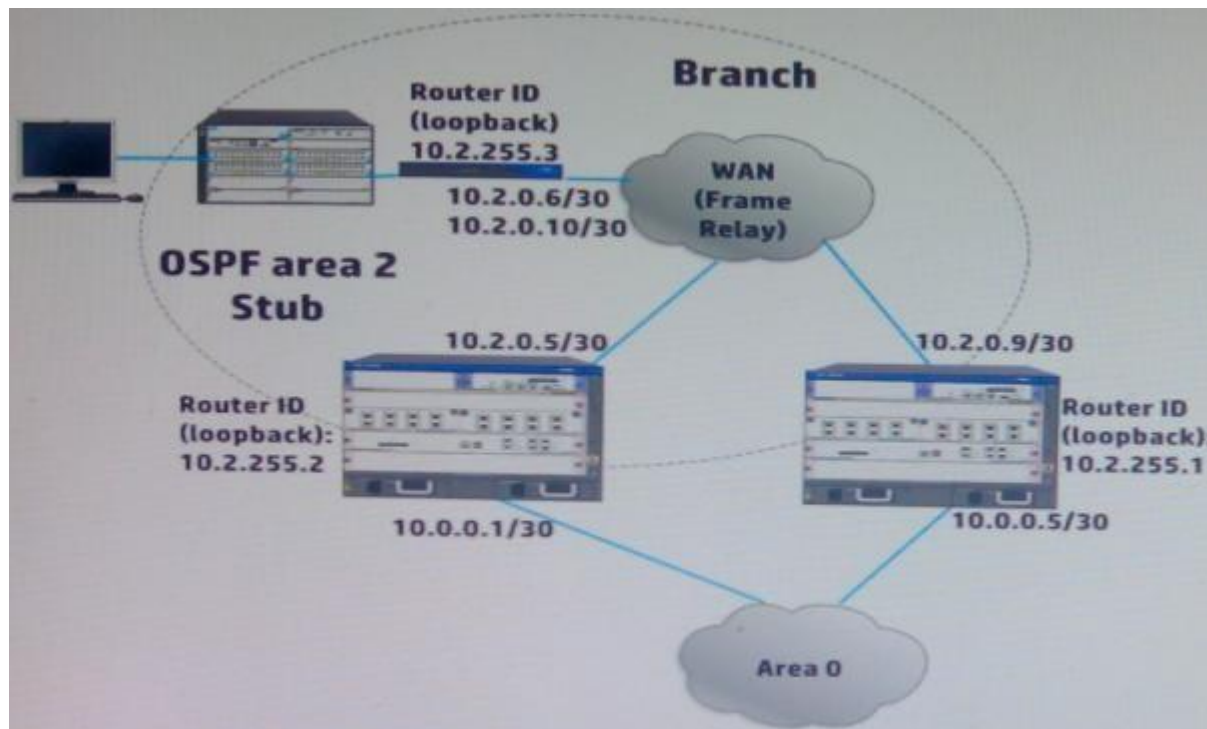 Branch
Router ID
(loopback)
10.2.255.3
WAN
(Frame
Relay)
10.2.0.6/30
10.2.0.10/30
OSPF area 2
Stub
10.2.0.5/30
10.2.0.9/30
Router ID
(loopback):
10.2.255.2
Router ID
(loopback)
10.2.255.1
10.0.0.1/30
10.0.0.5/30
Area 0